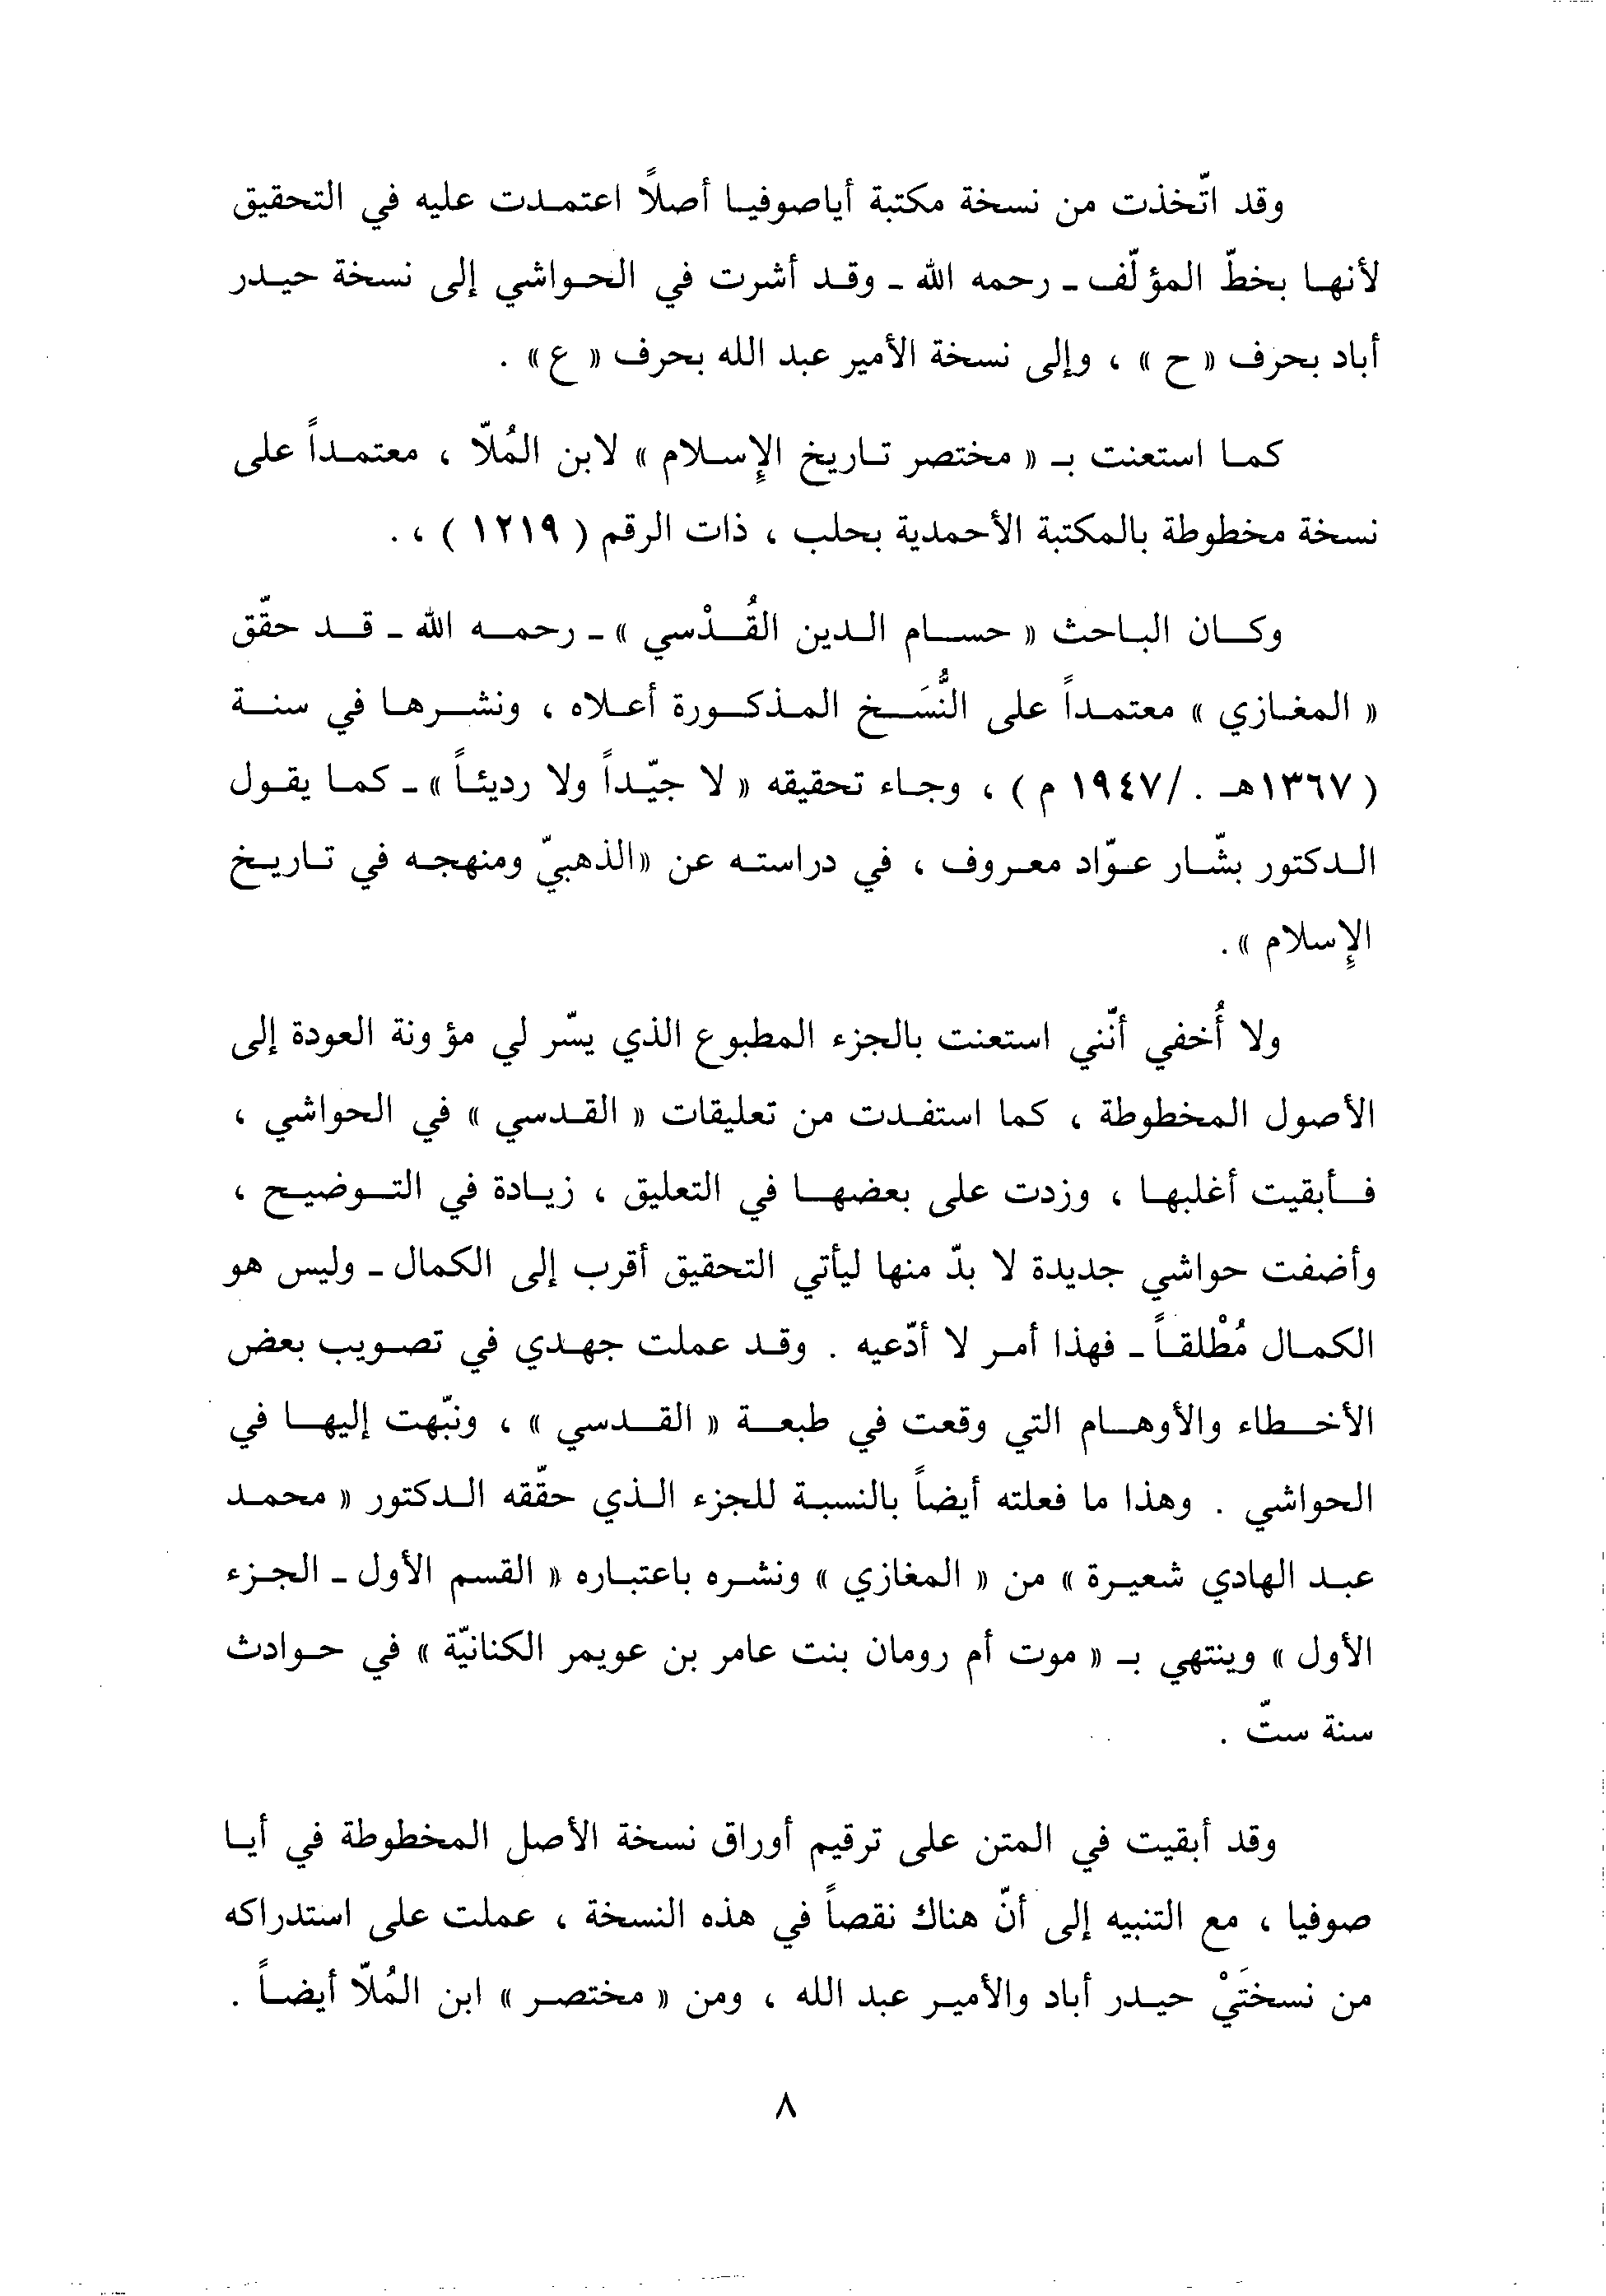 وقد اتّخذت من نسخة مكتبة أياصوفيا أصلاً اعتمدت عليه في التحقيق
لأنها بخطّ المؤلّف ـ رحمه الله ـ وقد أشرت في الحواشي إلى نسخة حيدر
أباد بحرف « ح » ، وإلى نسخة الأمير عبد الله بحرف « ع » .
كما استعنت بـ « مختصر تاريخ الإِسلام » لابن المُلّا ، معتمداً على
نسخة مخطوطة بالمكتبة الأحمدية بحلب ، ذات الرقم ( ١٢١٩ ) ، .
وكان الباحث « حسام الدين القُدْسي » ـ رحمه الله ـ قد حقّق
« المغازي » معتمداً على النُّسَخ المذكورة أعلاه ، ونشرها في سنة
( ١٣٦٧هـ . /١٩٤٧ م ) ، وجاء تحقيقه « لا جيّداً ولا رديئاً » ـ كما يقول
الدكتور بشّار عوّاد معروف ، في دراسته عن «الذهبيّ ومنهجه في تاريخ
الإِسلام » .
ولا أُخفي أنّني استعنت بالجزء المطبوع الذي يسّر لي مؤونة العودة إلى
الأصول المخطوطة ، كما استفدت من تعليقات « القدسي » في الحواشي ،
فأبقيت أغلبها ، وزدت على بعضها في التعليق ، زيادة في التوضيح ،
وأضفت حواشي جديدة لا بدّ منها ليأتي التحقيق أقرب إلى الكمال ـ وليس هو
الكمال مُطْلقاً ـ فهذا أمر لا أدّعيه . وقد عملت جهدي في تصويب بعض
الأخطاء والأوهام التي وقعت في طبعة « القدسي » ، ونبّهت إليها في
الحواشي . وهذا ما فعلته أيضاً بالنسبة للجزء الذي حقّقه الدكتور « محمد
عبد الهادي شعيرة » من « المغازي » ونشره باعتباره « القسم الأول ـ الجزء
الأول » وينتهي بـ « موت أم رومان بنت عامر بن عويمر الكنانيّة » في حوادث
سنة ستّ .
وقد أبقيت في المتن على ترقيم أوراق نسخة الأصل المخطوطة في أيا
صوفيا ، مع التنبيه إلى أنّ هناك نقصاً في هذه النسخة ، عملت على استدراكه
من نسختَيْ حيدر أباد والأمير عبد الله ، ومن « مختصر » ابن المُلّا أيضاً .
٨